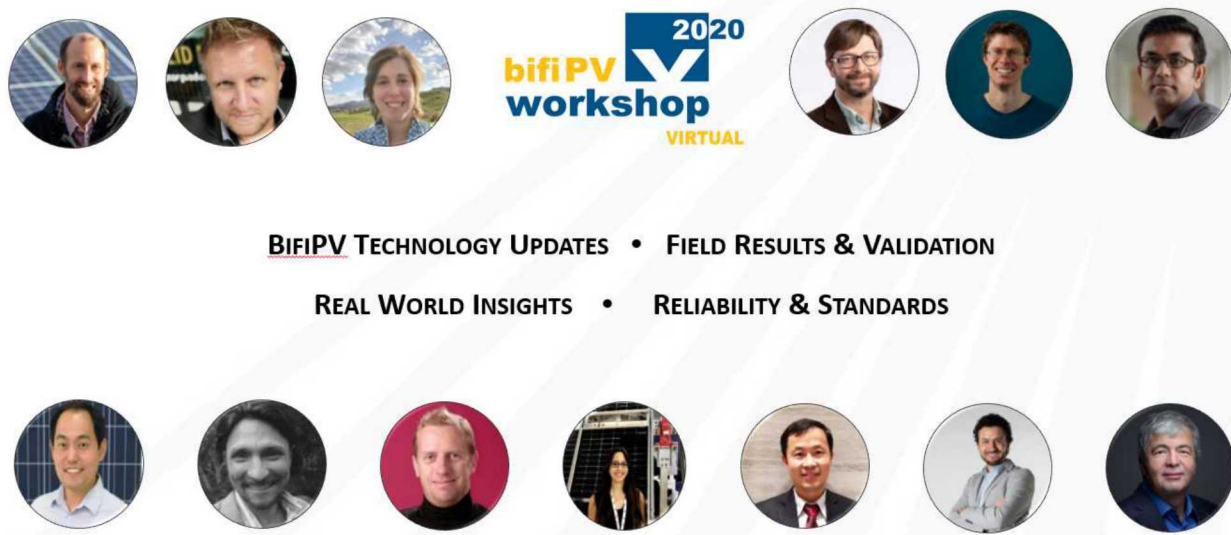 2020
bifiPV
workshop
VIRTUAL
BIFIPV TECHNOLOGY UPDATES • FIELD RESULTS & VALIDATION
REAL WORLD INSIGHTS • RELIABILITY & STANDARDS